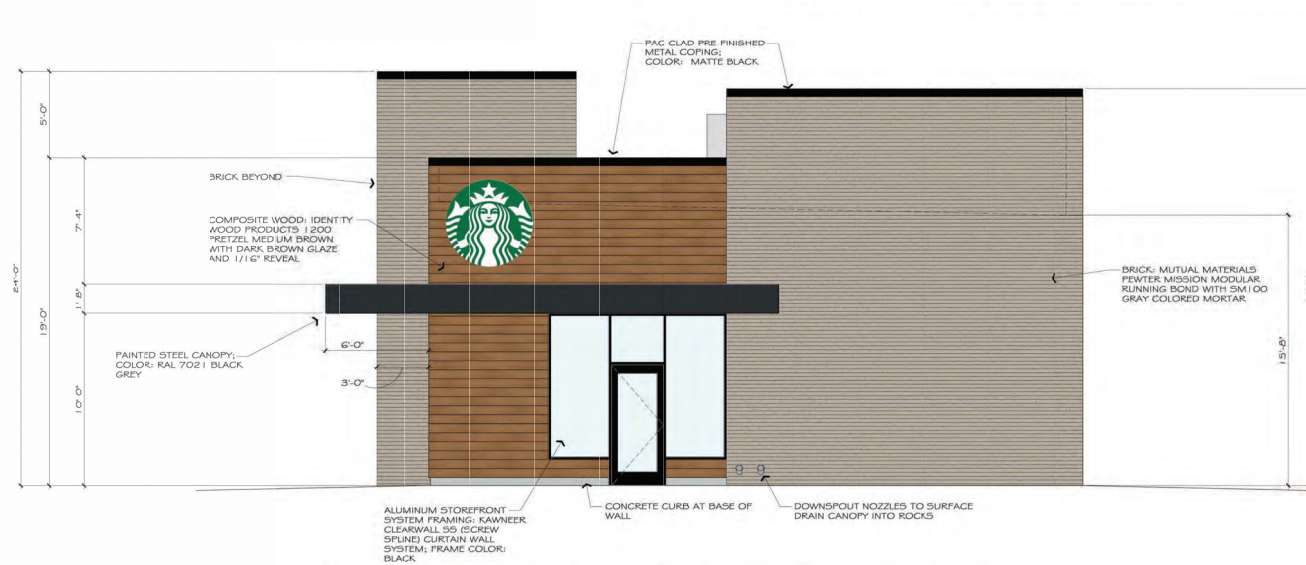 PAC CLAD PRE FINISHED
METAL COPING;
COLOR: MATTE BLACK
5'-0"
BRICK BEYOND
COMPOSITE WOOD: IDENTITY
WOOD PRODUCTS 1200
PRETZEL MEDIUM BROWN
WITH DARK BROWN GLAZE
AND 1/16" REVEAL
7'-4"
24'-0"
19'-0"
1'-8"
BRICK: MUTUAL MATERIALS
PEWTER MISSION MODULAR
RUNNING BOND WITH SM100
GRAY COLORED MORTAR
15'-8"
PAINTED STEEL CANOPY;
COLOR: RAL 7021 BLACK
GREY
6'-0"
3'-0"
10'-0"
ALUMINUM STOREFRONT
SYSTEM FRAMING: KAWNEER
CLEARWALL SS (SCREW
SPLINE) CURTAIN WALL
SYSTEM; FRAME COLOR:
BLACK
CONCRETE CURB AT BASE OF
WALL
DOWNSPOUT NOZZLES TO SURFACE
DRAIN CANOPY INTO ROCKS